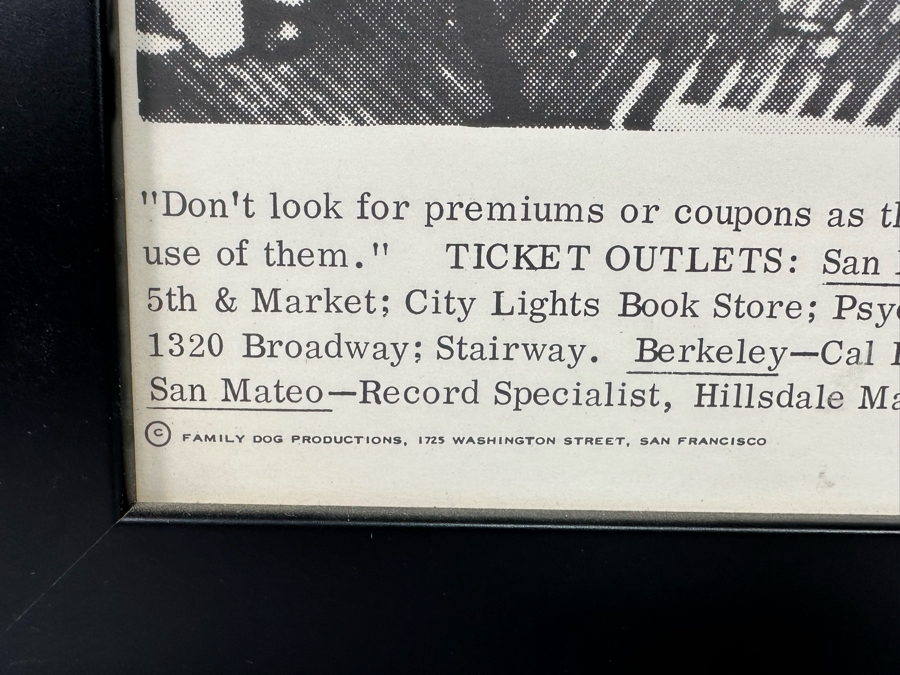 "Don't look for premiums or coupons as
use of them." TICKET OUTLETS: San
5th & Market; City Lights Book Store;
1320 Broadway; Stairway. Berkeley—Cal
San Mateo—Record Specialist, Hillsdale
© FAMILY DOG PRODUCTIONS, 1725 WASHINGTON STREET, SAN FRANCISCO